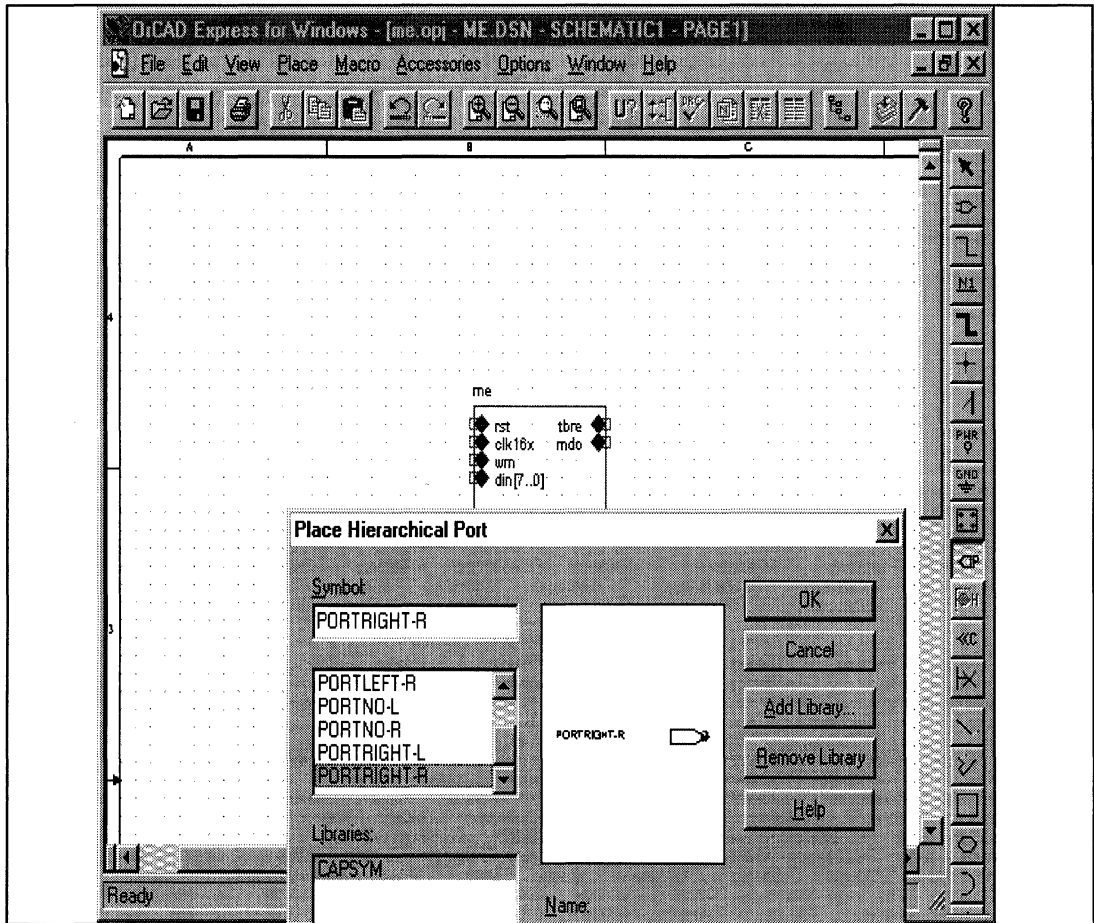 OrCAD Express for Windows - [me.opj - ME.DSN - SCHEMATIC1 - PAGE1]
File Edit View Place Macro Accessories Options Window Help
U?
DRC
A B C
N1
4
PWR
GND
me
rst tbre
clk16x mdo
wrn
din[7..0]
P
H
«C
3
Place Hierarchical Port
Symbol:
PORTRIGHT-R
PORTLEFT-R
PORTNO-L
PORTNO-R
PORTRIGHT-L
PORTRIGHT-R
PORTRIGHT-R
OK
Cancel
Add Library...
Remove Library
Help
Libraries:
CAPSYM
Name:
Ready